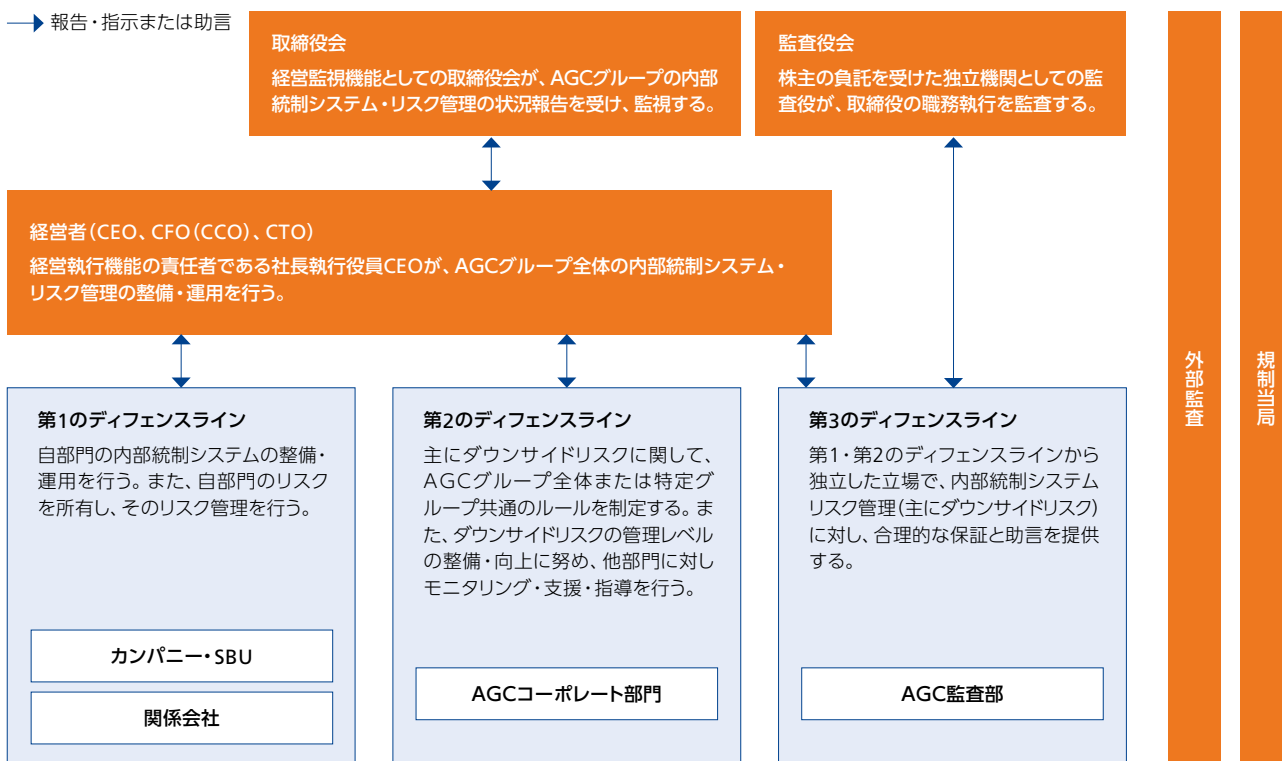 報告・指示または助言
取締役会
経営監視機能としての取締役会が、AGCグループの内部
統制システム・リスク管理の状況報告を受け、監視する。
監査役会
株主の負託を受けた独立機関としての監
査役が、取締役の職務執行を監査する。
経営者(CEO、CFO(CCO)、CTO)
経営執行機能の責任者である社長執行役員CEOが、AGCグループ全体の内部統制システム・
リスク管理の整備・運用を行う。
第1のディフェンスライン
自部門の内部統制システムの整備・
運用を行う。また、自部門のリスク
を所有し、そのリスク管理を行う。
カンパニー・SBU
関係会社
第2のディフェンスライン
主にダウンサイドリスクに関して、
AGCグループ全体または特定グ
ループ共通のルールを制定する。ま
た、ダウンサイドリスクの管理レベル
の整備・向上に努め、他部門に対し
モニタリング・支援・指導を行う。
AGCコーポレート部門
第3のディフェンスライン
第1・第2のディフェンスラインから
独立した立場で、内部統制システム
リスク管理(主にダウンサイドリスク)
に対し、合理的な保証と助言を提供
する。
AGC監査部
外部監査
規制当局